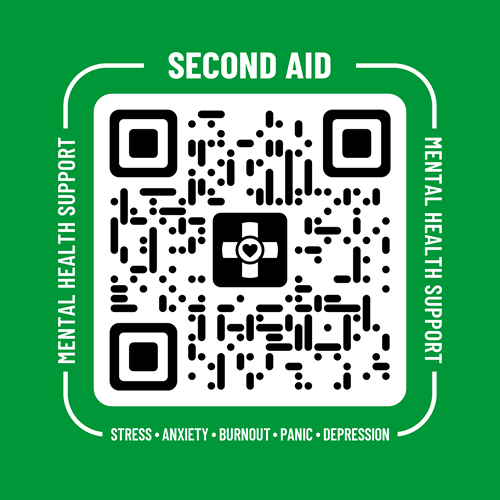 SECOND AID
MENTAL HEALTH SUPPORT
MENTAL HEALTH SUPPORT
STRESS • ANXIETY • BURNOUT • PANIC • DEPRESSION